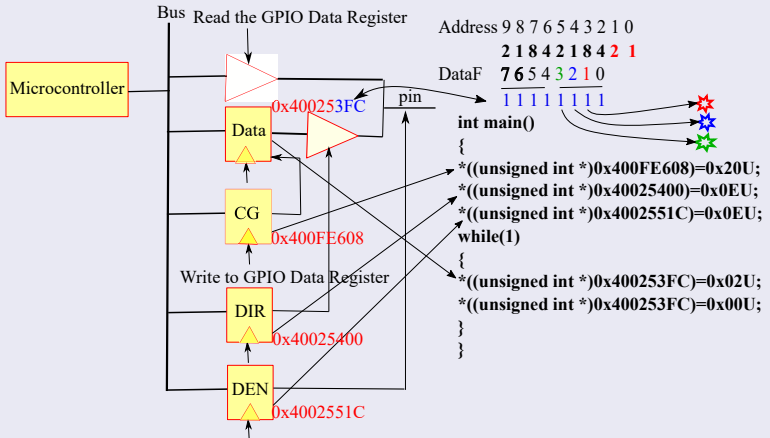 Bus
Read the GPIO Data Register
Microcontroller
0x400253FC
pin
Data
CG
0x400FE608
Write to GPIO Data Register
DIR
0x40025400
DEN
0x4002551C
Address 9 8 7 6 5 4 3 2 1 0
2 1 8 4 2 1 8 4 2 1
DataF 7 6 5 4 3 2 1 0
1 1 1 1 1 1 1 1
int main()
{
*((unsigned int *)0x400FE608)=0x20U;
*((unsigned int *)0x40025400)=0x0EU;
*((unsigned int *)0x4002551C)=0x0EU;
while(1)
{
*((unsigned int *)0x400253FC)=0x02U;
*((unsigned int *)0x400253FC)=0x00U;
}
}